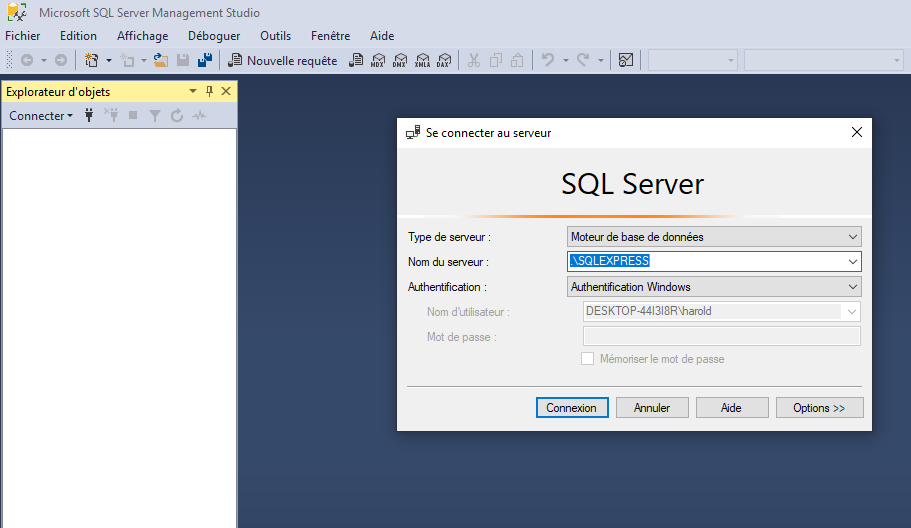 Microsoft SQL Server Management Studio
Fichier Edition Affichage Déboguer Outils Fenêtre Aide
Nouvelle requête MDX DMX XMLA DAX
Explorateur d'objets
Connecter
Se connecter au serveur
SQL Server
Type de serveur : Moteur de base de données
Nom du serveur : .\SQLEXPRESS
Authentification : Authentification Windows
Nom d'utilisateur : DESKTOP-44I3I8R\harold
Mot de passe :
Mémoriser le mot de passe
Connexion Annuler Aide Options >>